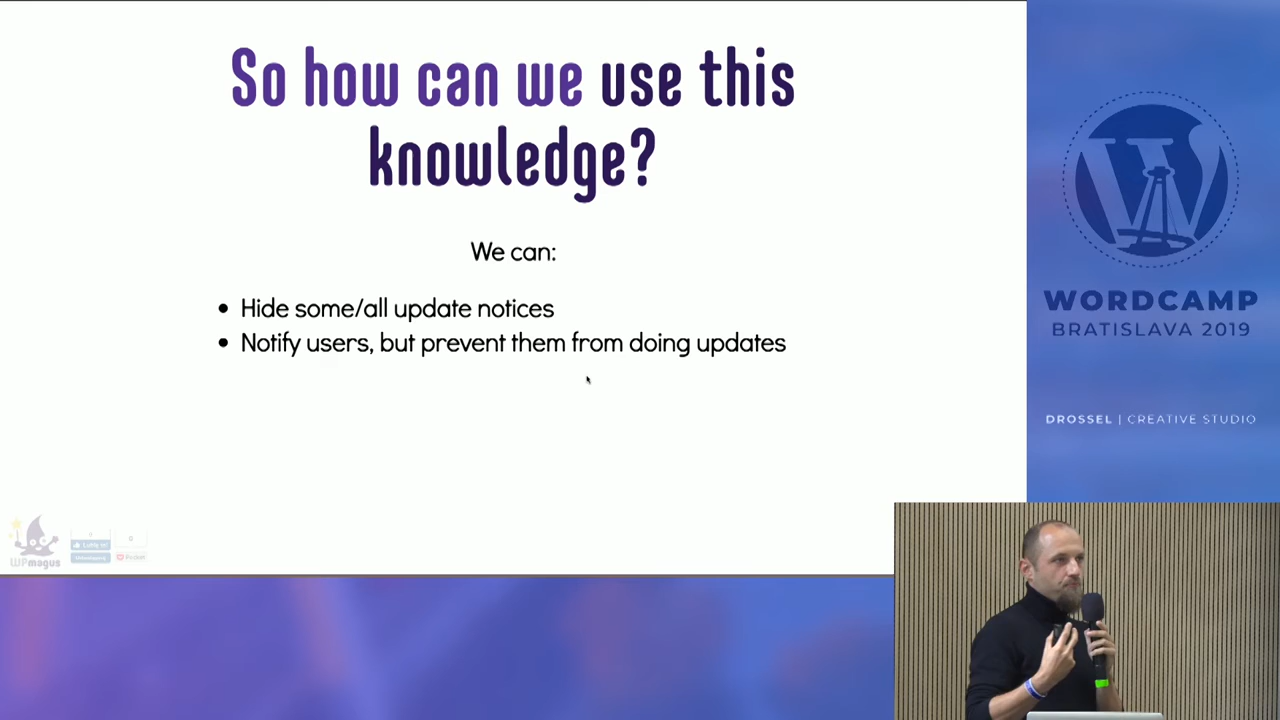 So how can we use this
knowledge?
We can:
Hide some/all update notices
Notify users, but prevent them from doing updates
WORDCAMP
BRATISLAVA 2019
DROSSEL | CREATIVE STUDIO
WPmagus